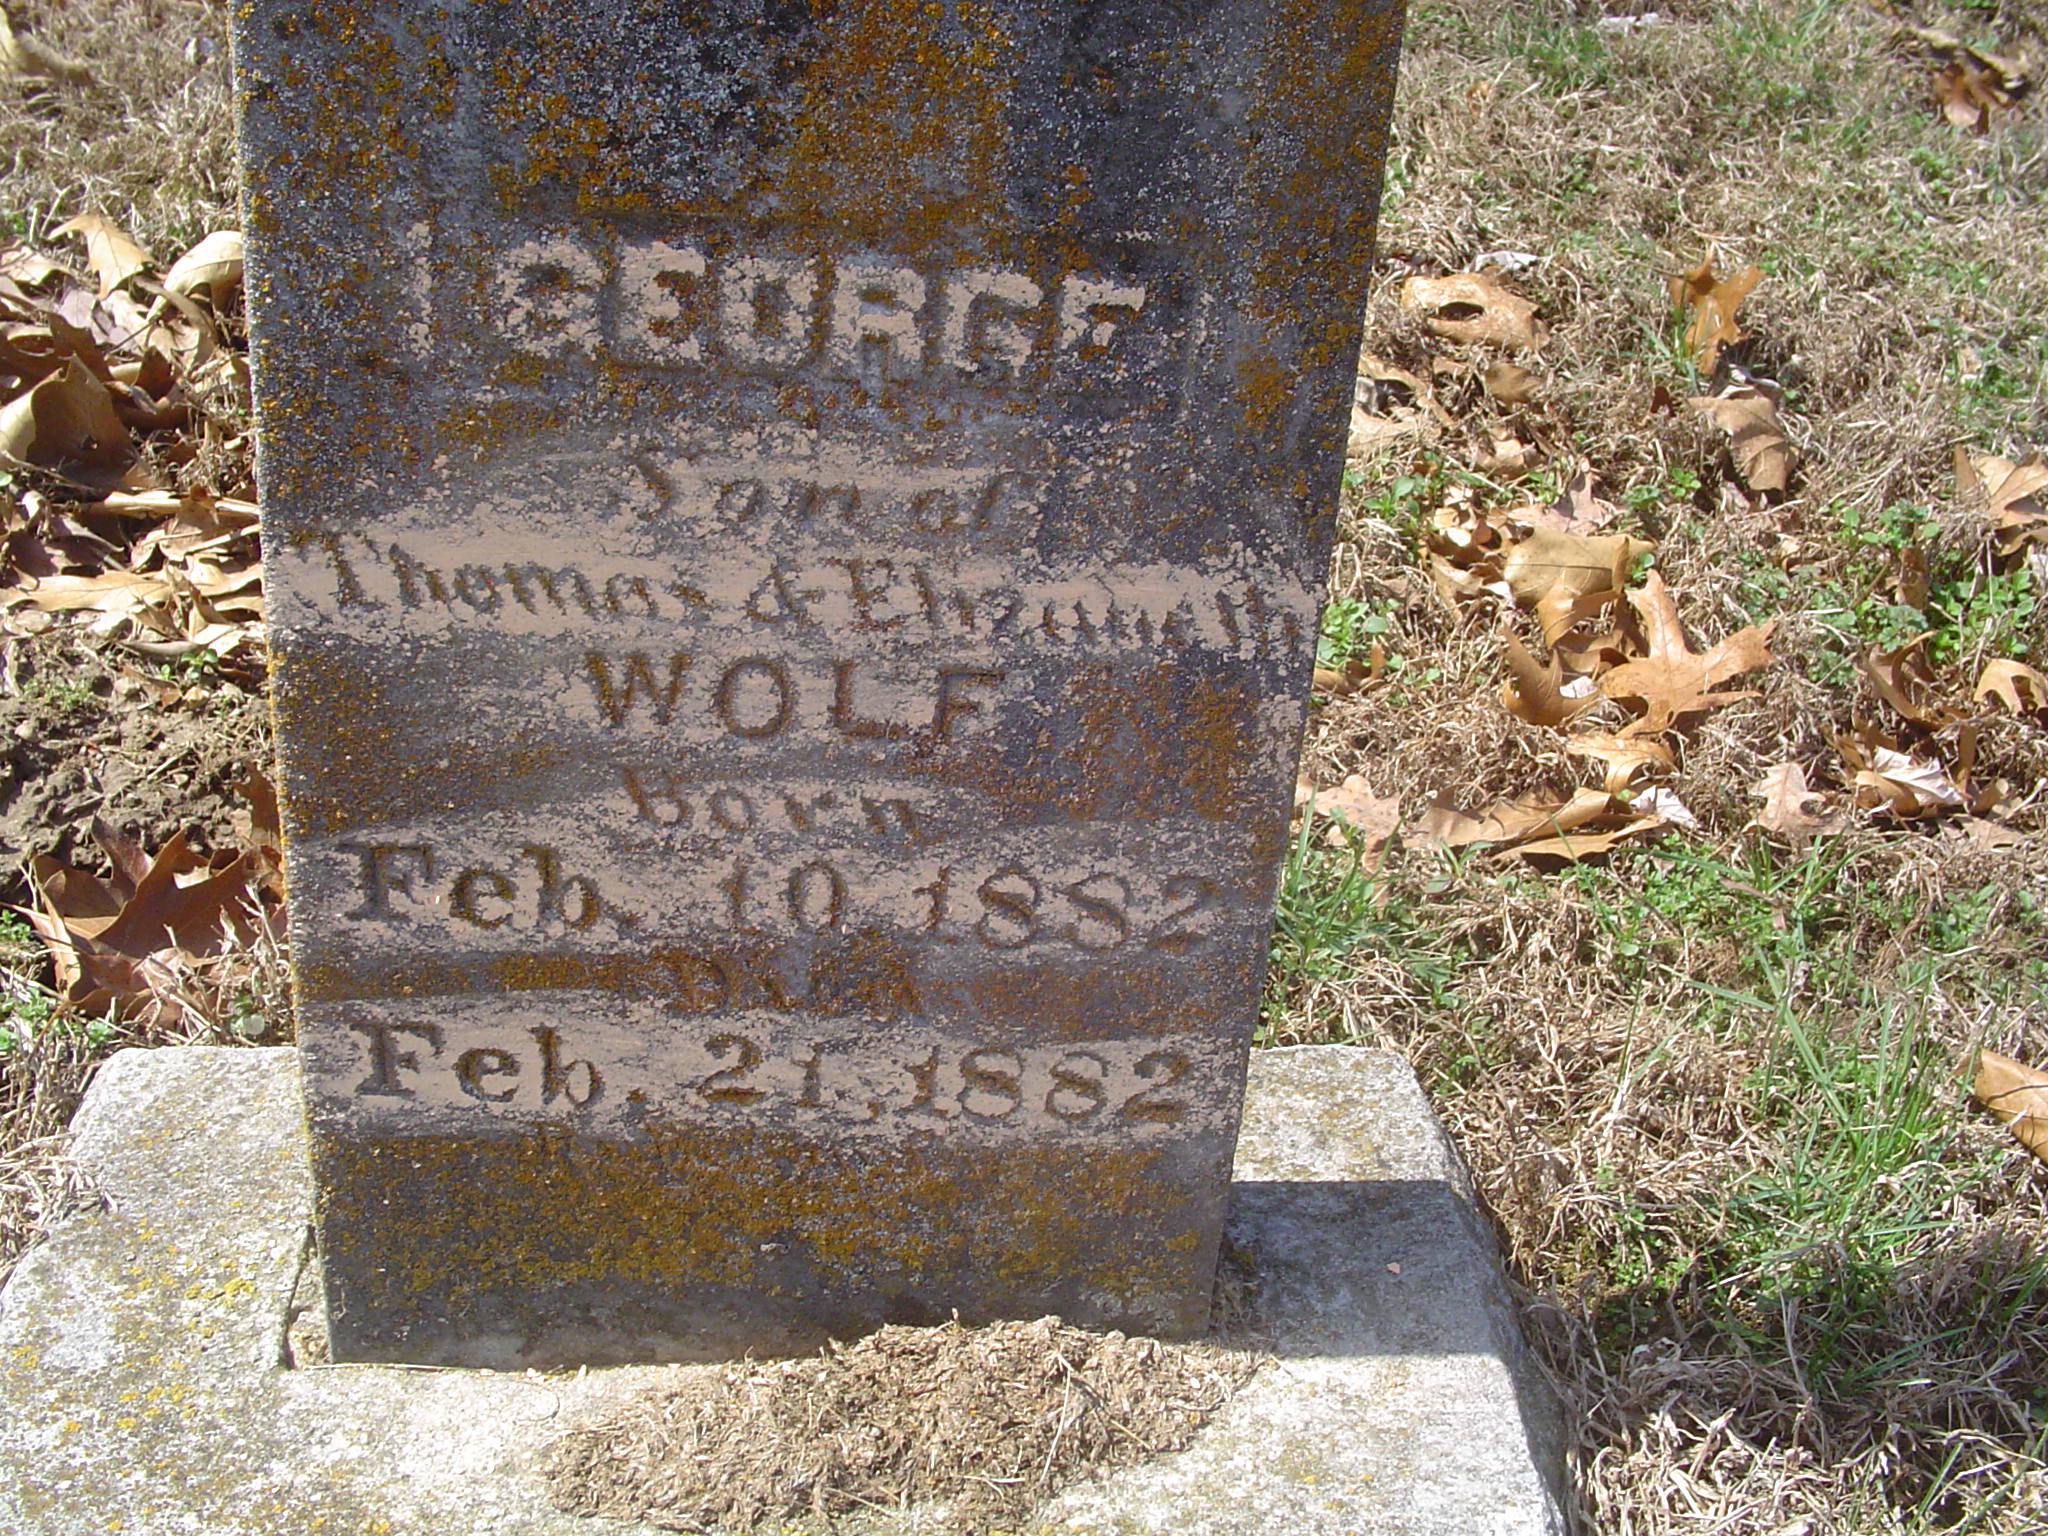 GEORGE
Son of
Thomas & Elizabeth
WOLF
Born
Feb. 10, 1882
Died
Feb. 21, 1882